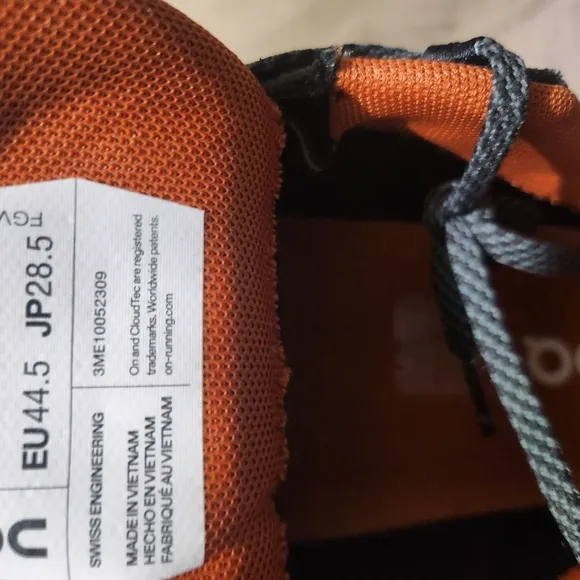 EU44.5 JP28.5
SWISS ENGINEERING
3ME10052309
MADE IN VIETNAM
HECHO EN VIETNAM
FABRIQUÉ AU VIETNAM
On and CloudTec are registered
trademarks. Worldwide patents.
on-running.com